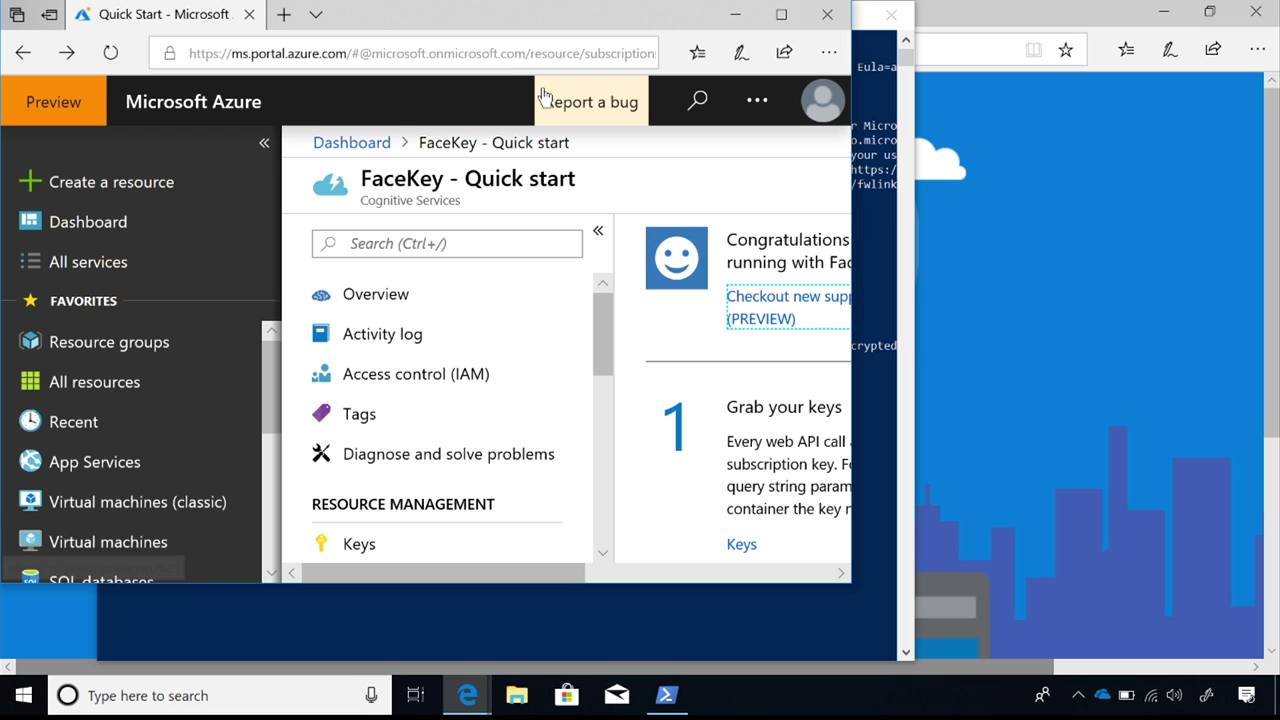 Quick Start - Microsoft
https://ms.portal.azure.com/#@microsoft.onmicrosoft.com/resource/subscription
Preview
Microsoft Azure
Report a bug
Dashboard > FaceKey - Quick start
FaceKey - Quick start
Cognitive Services
Search (Ctrl+/)
Create a resource
Dashboard
All services
FAVORITES
Resource groups
All resources
Recent
App Services
Virtual machines (classic)
Virtual machines
SQL databases
Overview
Activity log
Access control (IAM)
Tags
Diagnose and solve problems
RESOURCE MANAGEMENT
Keys
Congratulations
running with Fac
Checkout new supp
(PREVIEW)
1
Grab your keys
Every web API call a
subscription key. Fo
query string param
container the key n
Keys
Eula=a
r Micro
o.micro
your us
https:/
/fwlink
crypted
Type here to search